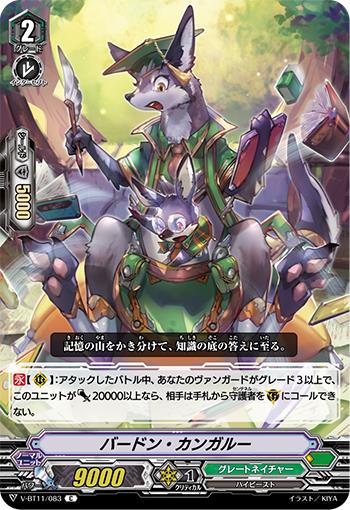 2
グレード
インターセプト
シールド
5000
記憶の山をかき分けて、知識の底の答えに至る。
永【 】:アタックしたバトル中、あなたのヴァンガードがグレード3以上で、
このユニットが 20000以上なら、相手は手札から守護者をコールでき
ない。
バードン・カンガルー
ノーマル
ユニット
パワー
9000
1
クリティカル
グレートネイチャー
ハイビースト
V-BT11/083 C
イラスト/ KIYA